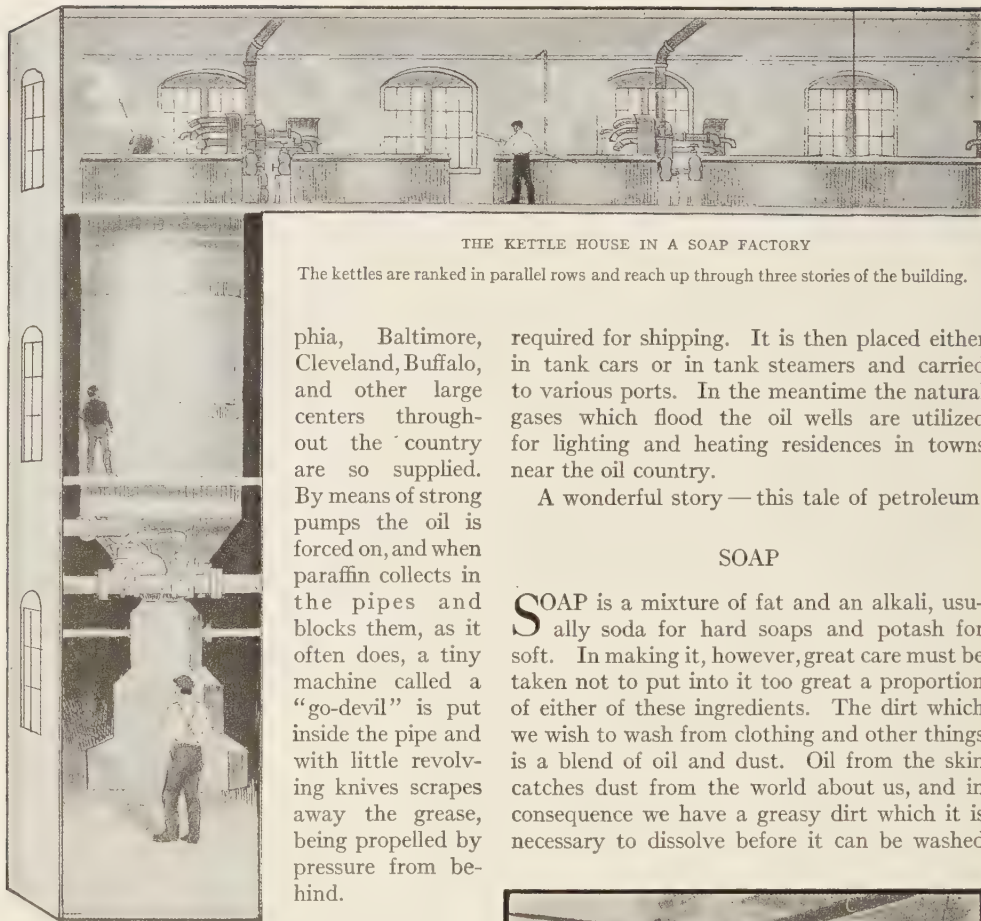 THE KETTLE HOUSE IN A SOAP FACTORY
The kettles are ranked in parallel rows and reach up through three stories of the building.
phia, Baltimore,
Cleveland, Buffalo,
and other large
centers through-
out the country
are so supplied.
By means of strong
pumps the oil is
forced on, and when
paraffin collects in
the pipes and
blocks them, as it
often does, a tiny
machine called a
"go-devil" is put
inside the pipe and
with little revolv-
ing knives scrapes
away the grease,
being propelled by
pressure from be-
hind.
required for shipping. It is then placed either
in tank cars or in tank steamers and carried
to various ports. In the meantime the natural
gases which flood the oil wells are utilized
for lighting and heating residences in towns
near the oil country.
A wonderful story — this tale of petroleum
SOAP
SOAP is a mixture of fat and an alkali, usu-
ally soda for hard soaps and potash for
soft. In making it, however, great care must be
taken not to put into it too great a proportion
of either of these ingredients. The dirt which
we wish to wash from clothing and other things
is a blend of oil and dust. Oil from the skin
catches dust from the world about us, and in
consequence we have a greasy dirt which it is
necessary to dissolve before it can be washed